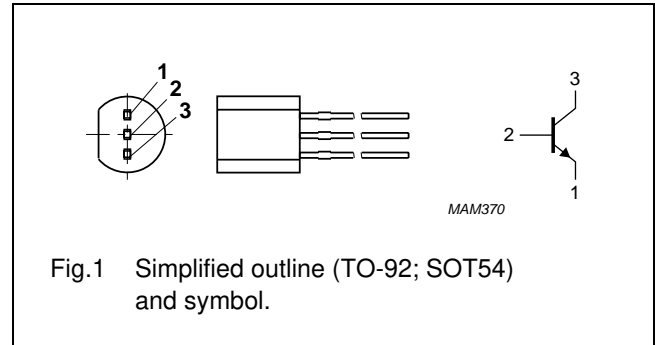 1
2
3
3
2
1
MAM370
Fig.1 Simplified outline (TO-92; SOT54)
and symbol.